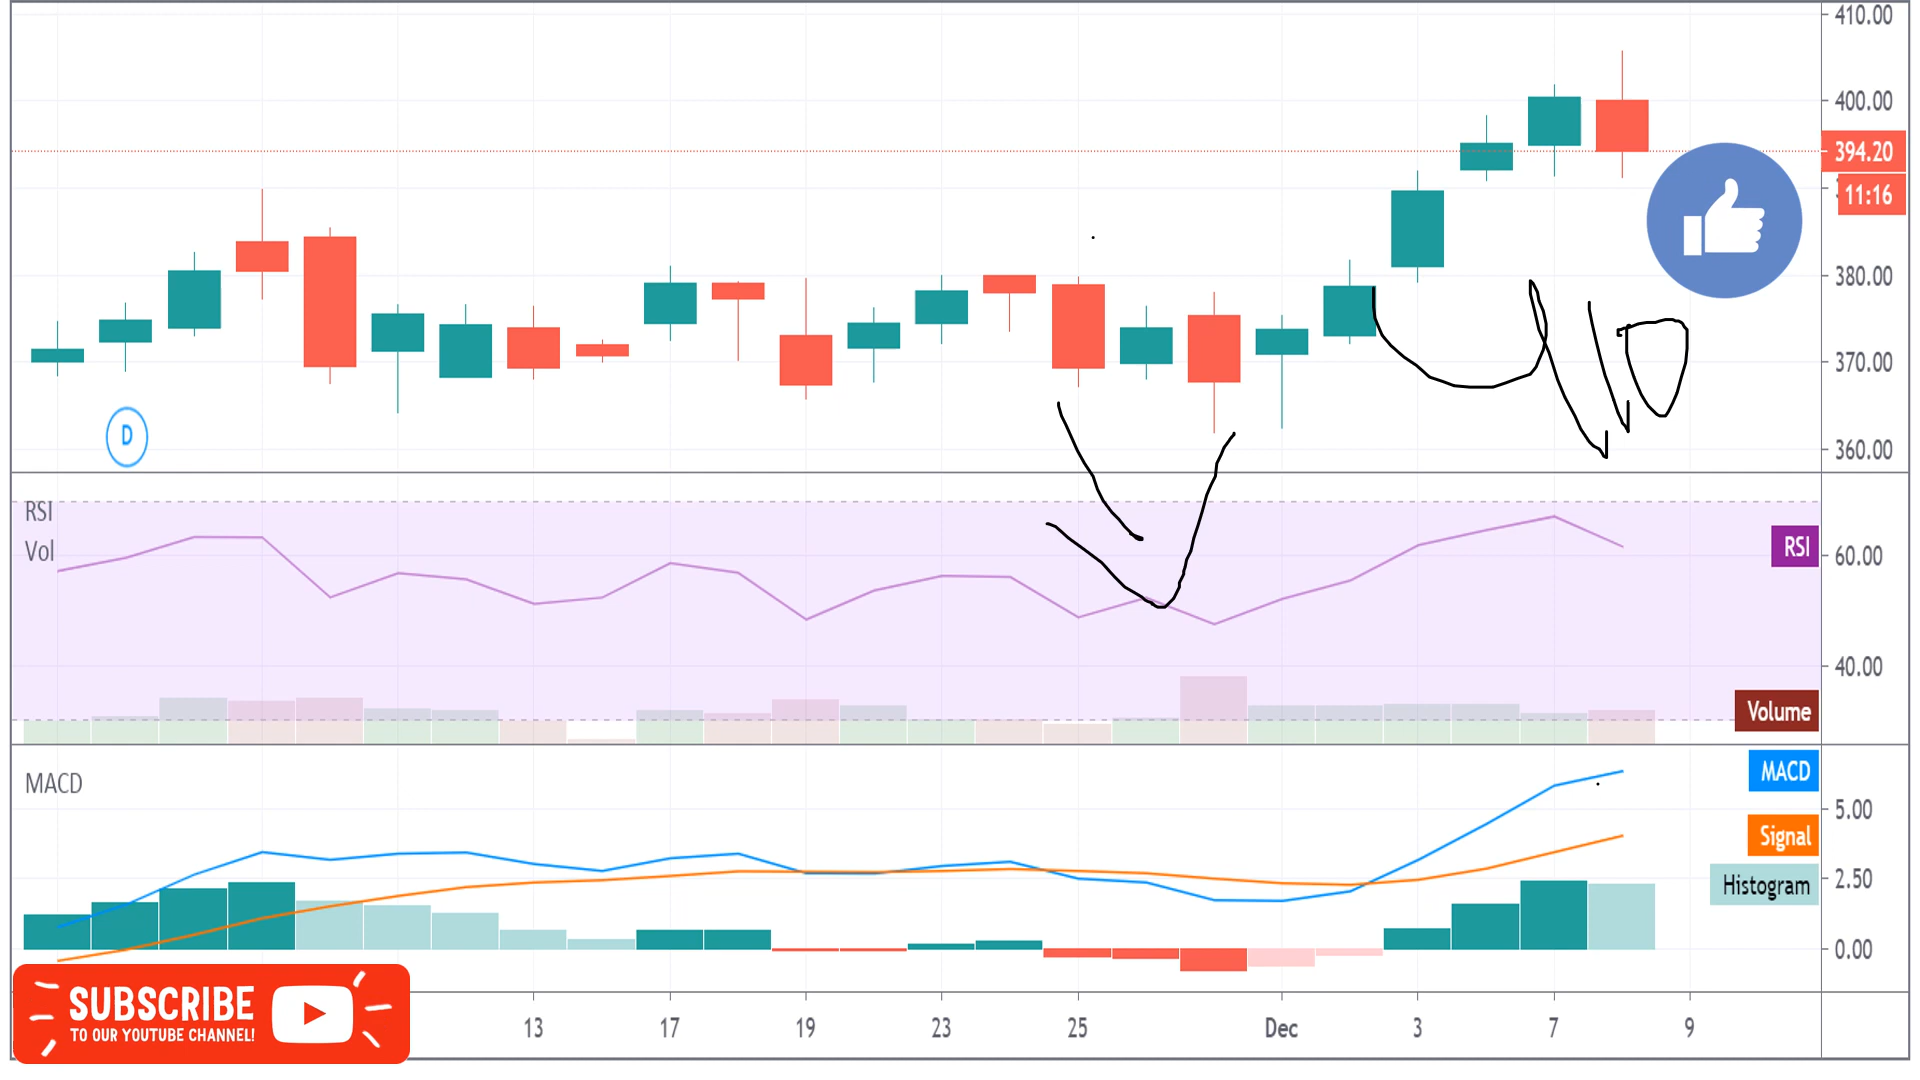 410.00
400.00
394.20
11:16
380.00
370.00
360.00
D
RSI
Vol
RSI
60.00
40.00
Volume
MACD
MACD
5.00
Signal
2.50
Histogram
0.00
SUBSCRIBE
TO OUR YOUTUBE CHANNEL!
13 17 19 23 25 Dec 3 7 9